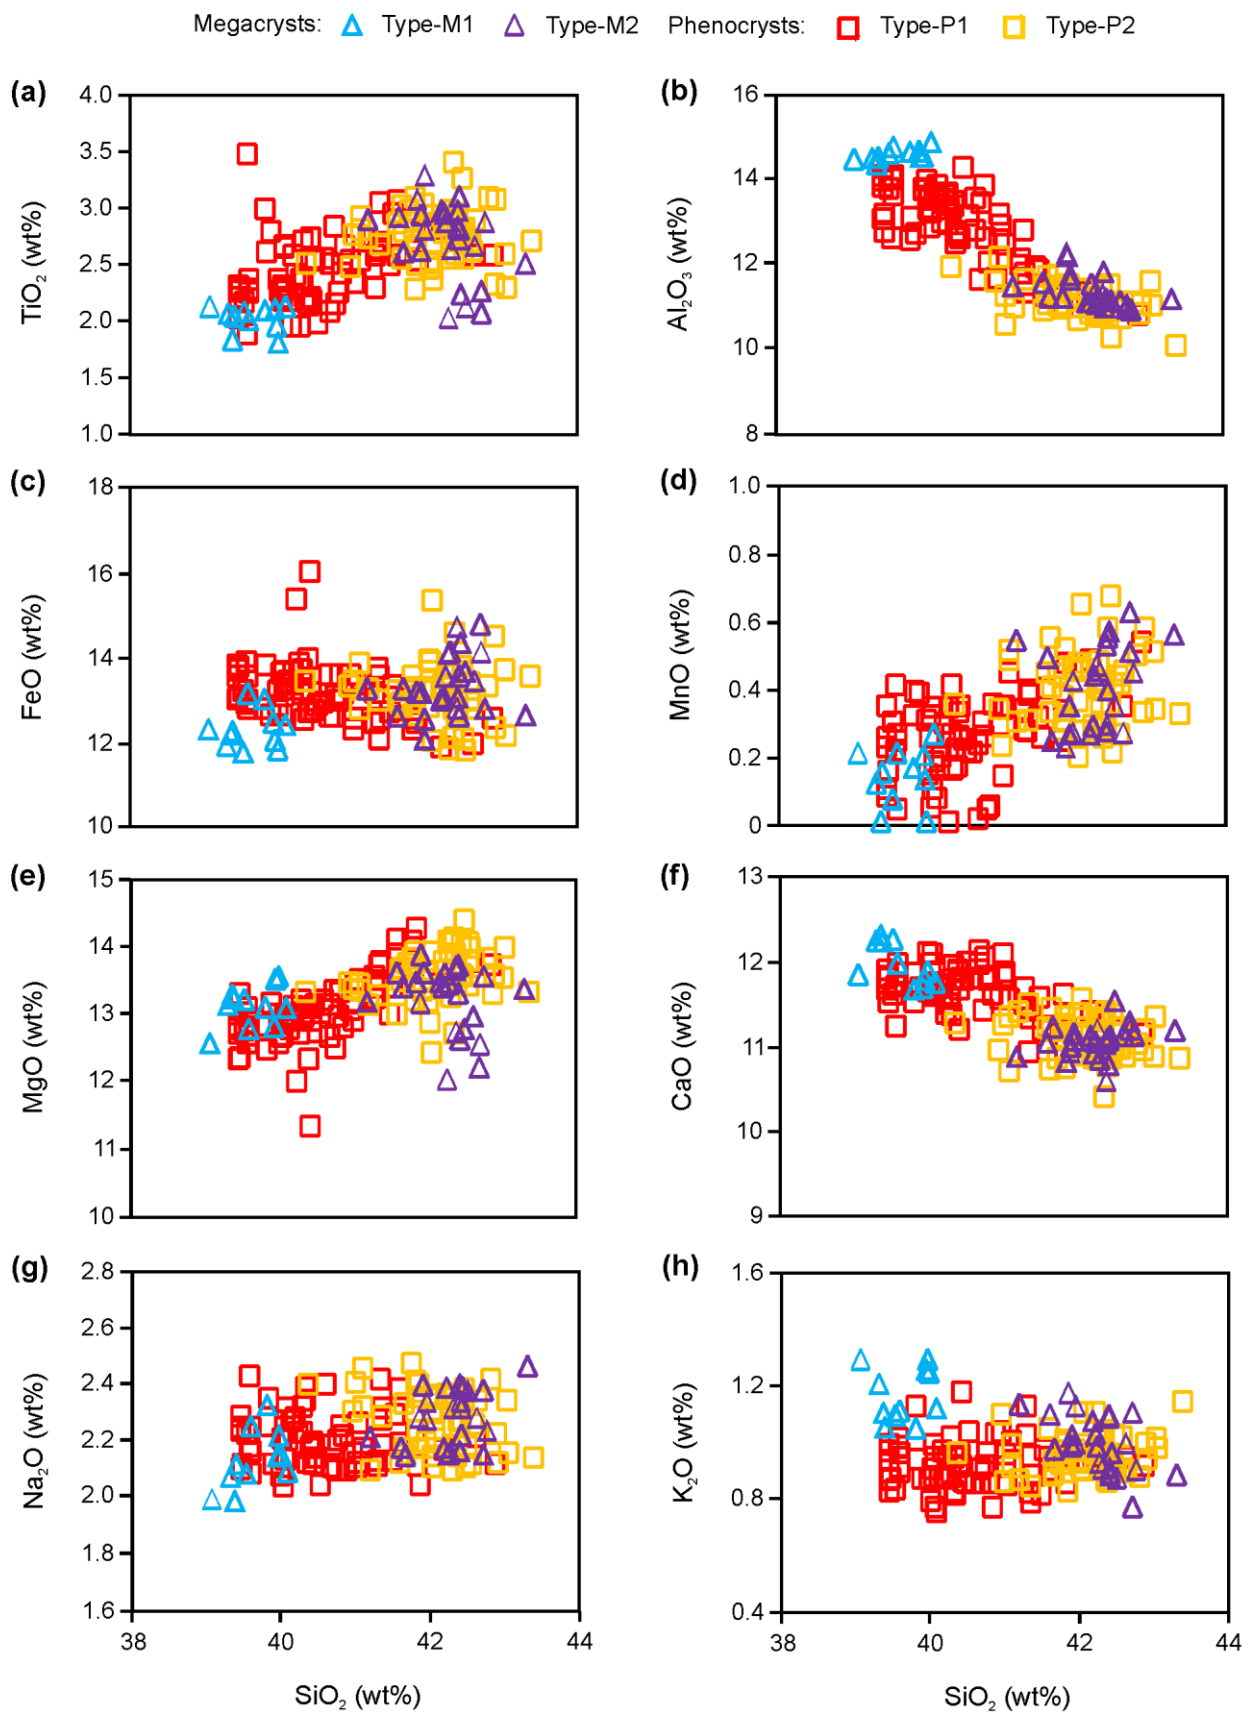 Megacrysts: Type-M1 Type-M2 Phenocrysts: Type-P1 Type-P2
(a)
4.0
3.5
3.0
2.5
2.0
1.5
1.0
TiO₂ (wt%)
(b)
16
14
12
10
8
Al₂O₃ (wt%)
(c)
18
16
14
12
10
FeO (wt%)
(d)
1.0
0.8
0.6
0.4
0.2
0
MnO (wt%)
(e)
15
14
13
12
11
10
MgO (wt%)
(f)
13
12
11
10
9
CaO (wt%)
(g)
2.8
2.6
2.4
2.2
2.0
1.8
1.6
Na₂O (wt%)
38 40 42 44
SiO₂ (wt%)
(h)
1.6
1.2
0.8
0.4
K₂O (wt%)
38 40 42 44
SiO₂ (wt%)